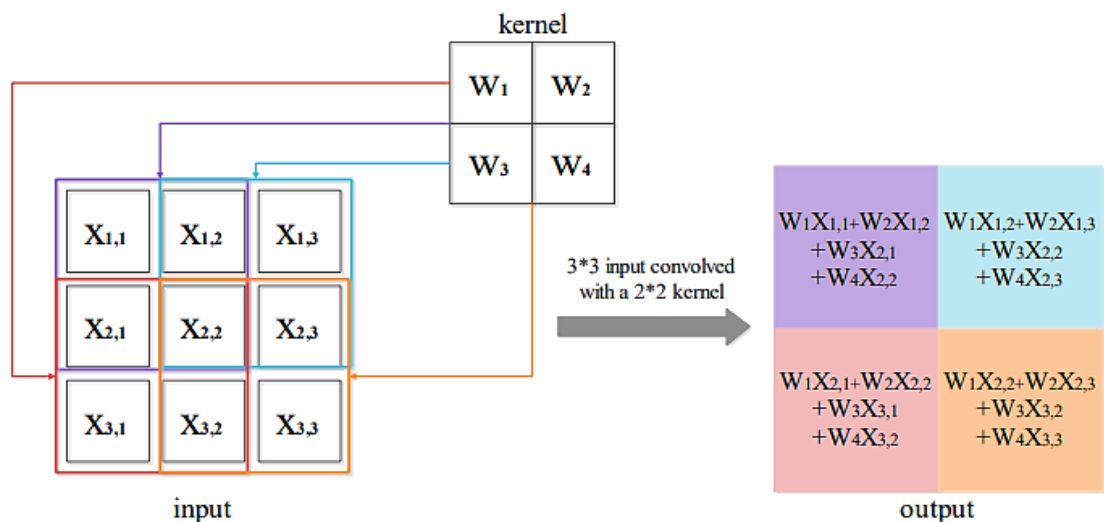 kernel
W1 W2
W3 W4
X1,1 X1,2 X1,3
X2,1 X2,2 X2,3
X3,1 X3,2 X3,3
input
3*3 input convolved
with a 2*2 kernel
W1X1,1+W2X1,2
+W3X2,1
+W4X2,2
W1X1,2+W2X1,3
+W3X2,2
+W4X2,3
W1X2,1+W2X2,2
+W3X3,1
+W4X3,2
W1X2,2+W2X2,3
+W3X3,2
+W4X3,3
output